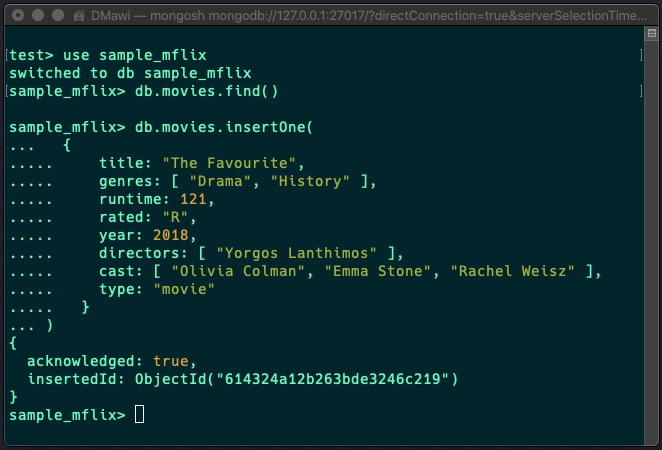 DMawi — mongosh mongodb://127.0.0.1:27017/?directConnection=true&serverSelectionTime...
[test> use sample_mflix ]
switched to db sample_mflix
[sample_mflix> db.movies.find() ]
sample_mflix> db.movies.insertOne(
...   {
.....     title: "The Favourite",
.....     genres: [ "Drama", "History" ],
.....     runtime: 121,
.....     rated: "R",
.....     year: 2018,
.....     directors: [ "Yorgos Lanthimos" ],
.....     cast: [ "Olivia Colman", "Emma Stone", "Rachel Weisz" ],
.....     type: "movie"
.....   }
... )
{
  acknowledged: true,
  insertedId: ObjectId("614324a12b263bde3246c219")
}
sample_mflix>